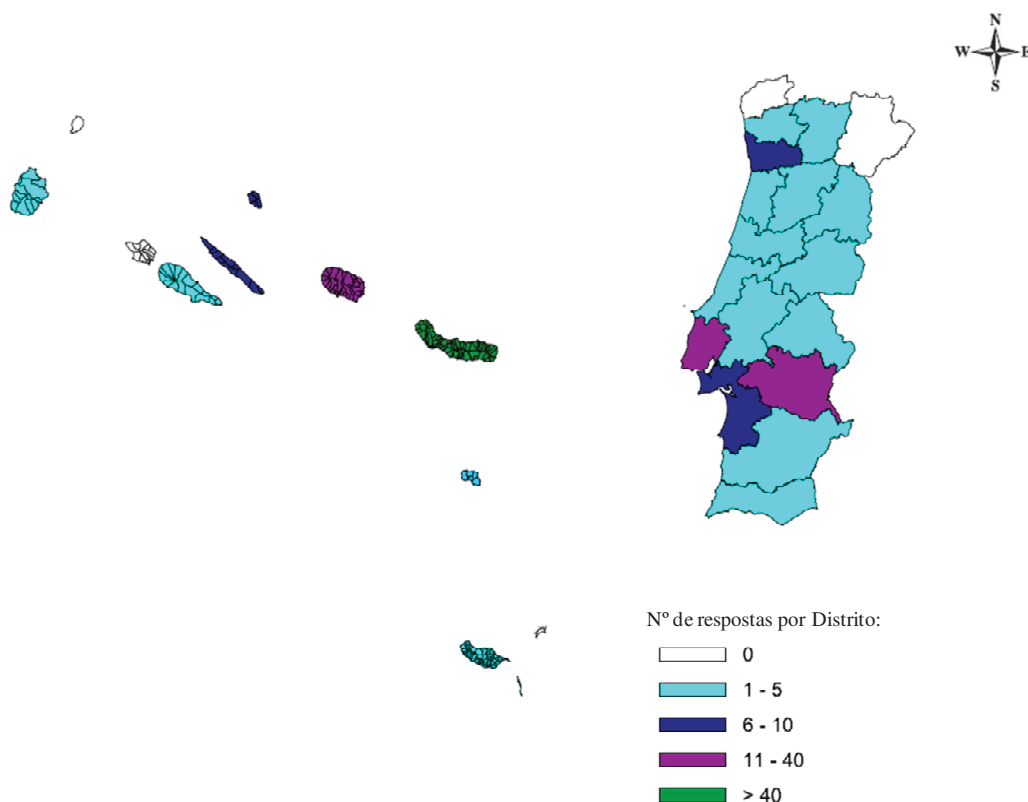 N
W E
S
Nº de respostas por Distrito:
0
1 - 5
6 - 10
11 - 40
> 40